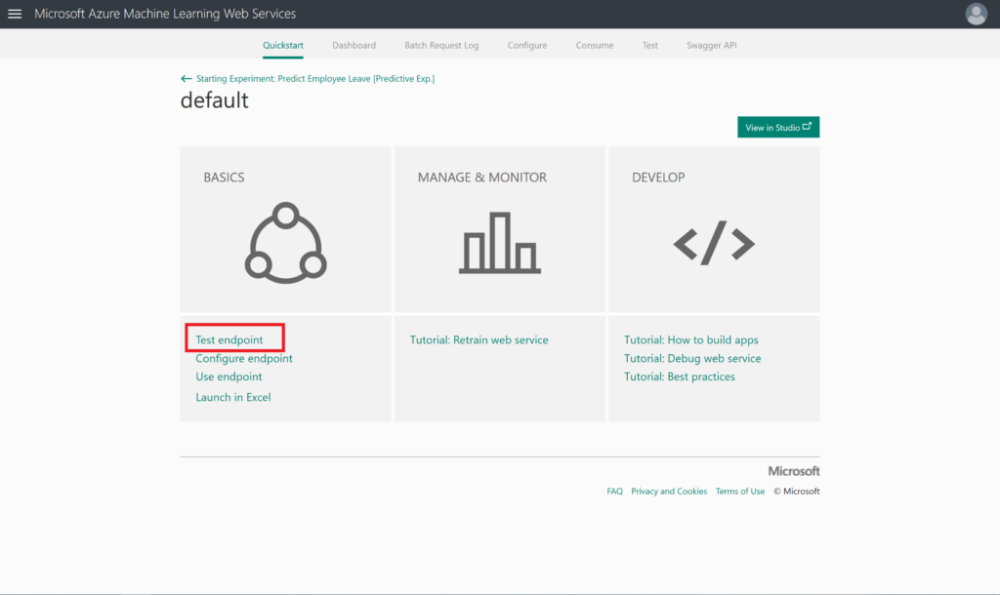 Microsoft Azure Machine Learning Web Services
Quickstart Dashboard Batch Request Log Configure Consume Test Swagger API
Starting Experiment: Predict Employee Leave [Predictive Exp.]
default
View in Studio
BASICS
MANAGE & MONITOR
DEVELOP
Test endpoint
Configure endpoint
Use endpoint
Launch in Excel
Tutorial: Retrain web service
Tutorial: How to build apps
Tutorial: Debug web service
Tutorial: Best practices
Microsoft
FAQ Privacy and Cookies Terms of Use © Microsoft